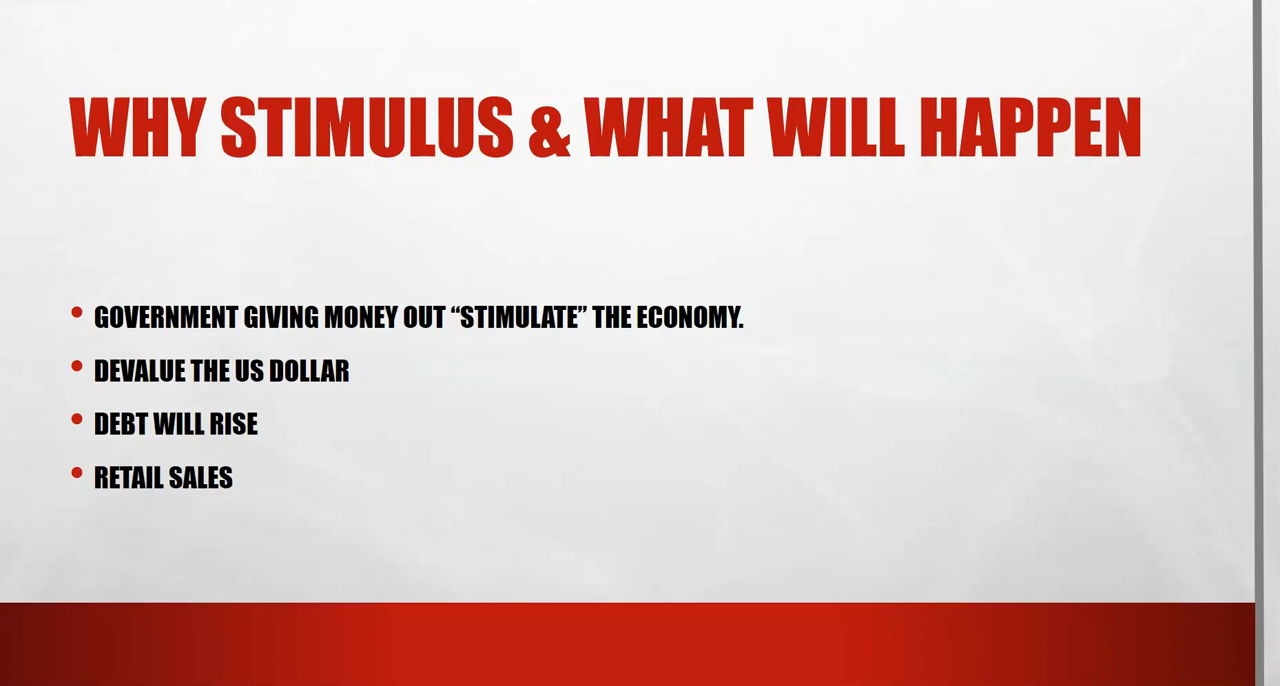 WHY STIMULUS & WHAT WILL HAPPEN
• GOVERNMENT GIVING MONEY OUT “STIMULATE” THE ECONOMY.
• DEVALUE THE US DOLLAR
• DEBT WILL RISE
• RETAIL SALES